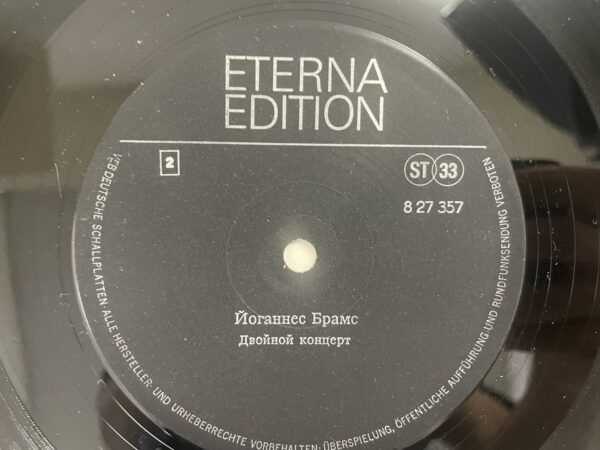 ETERNA
EDITION
2
ST 33
8 27 357
Йоганнес Брамс
Двойной концерт
VEB DEUTSCHE SCHALLPLATTEN · ALLE HERSTELLER- UND URHEBERRECHTE VORBEHALTEN: ÜBERSPIELUNG, ÖFFENTLICHE AUFFÜHRUNG UND RUNDFUNKSENDUNG VERBOTEN